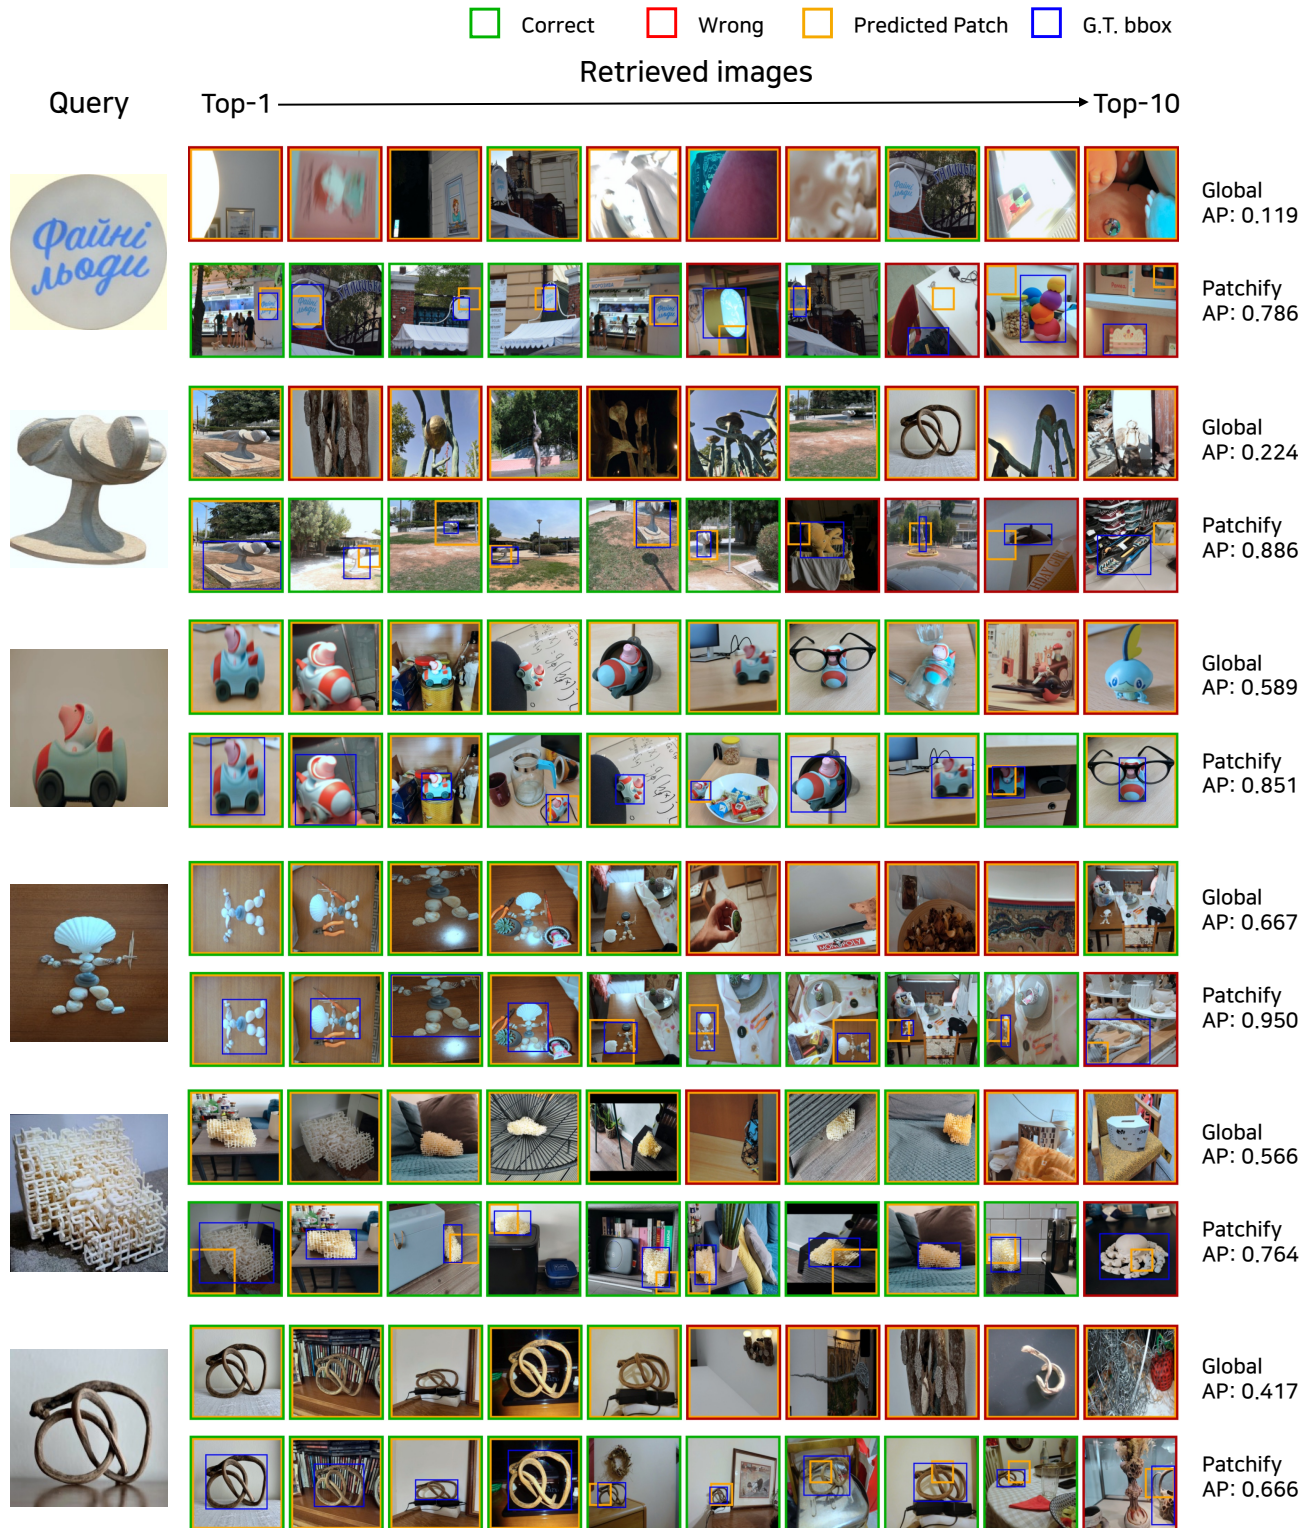 Correct
Wrong
Predicted Patch
G.T. bbox
Retrieved images
Query
Top-1
Top-10
Файні
льоди
Global
AP: 0.119
Patchify
AP: 0.786
Global
AP: 0.224
Patchify
AP: 0.886
Global
AP: 0.589
Patchify
AP: 0.851
Global
AP: 0.667
MONOPOLY
Patchify
AP: 0.950
Global
AP: 0.566
Patchify
AP: 0.764
Global
AP: 0.417
Patchify
AP: 0.666